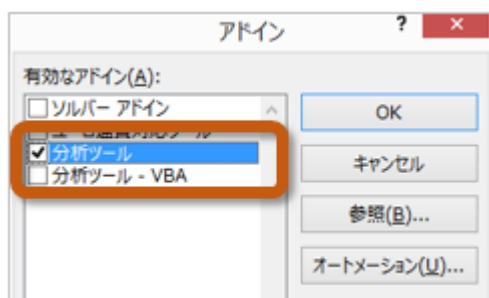 アドイン
?
×
有効なアドイン(A):
ソルバー アドイン
分析ツール
分析ツール - VBA
OK
キャンセル
参照(B)...
オートメーション(U)...